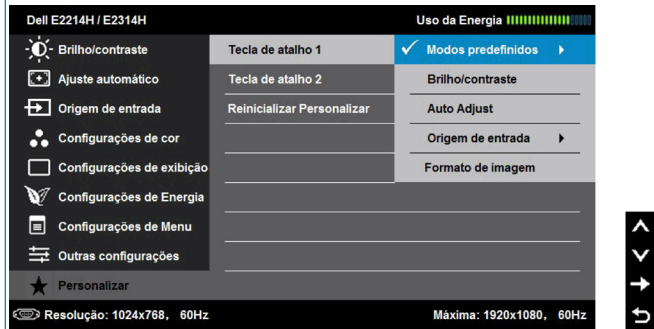 Dell E2214H / E2314H
Uso da Energia
Brilho/contraste
Tecla de atalho 1
Modos predefinidos
Ajuste automático
Tecla de atalho 2
Brilho/contraste
Origem de entrada
Reinicializar Personalizar
Auto Adjust
Configurações de cor
Origem de entrada
Configurações de exibição
Formato de imagem
Configurações de Energia
Configurações de Menu
Outras configurações
Personalizar
Resolução: 1024x768, 60Hz
Máxima: 1920x1080, 60Hz